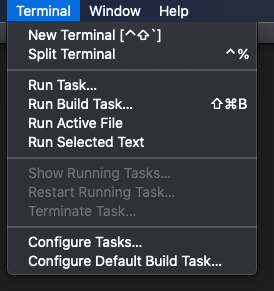 Terminal Window Help
New Terminal [^⇧`]
Split Terminal ^%
Run Task...
Run Build Task... ⇧⌘B
Run Active File
Run Selected Text
Show Running Tasks...
Restart Running Task...
Terminate Task...
Configure Tasks...
Configure Default Build Task...